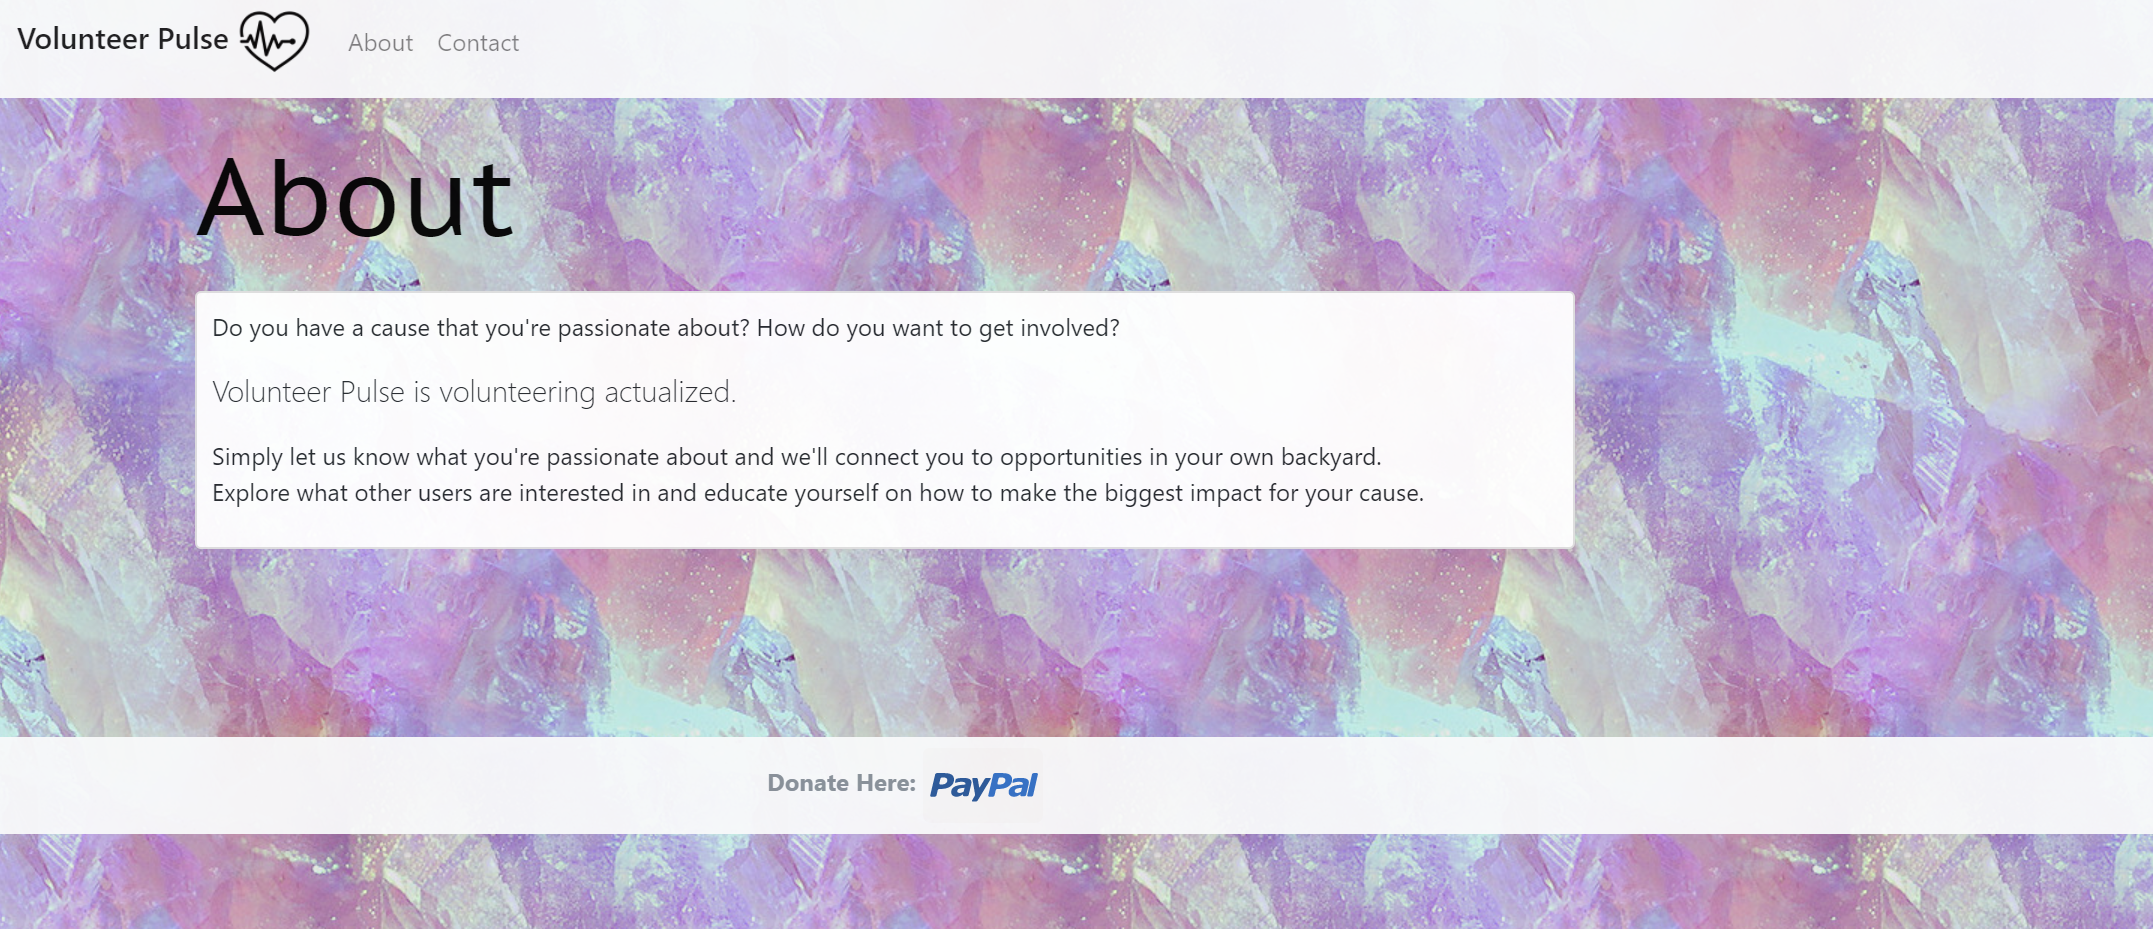 Volunteer Pulse About Contact
About
Do you have a cause that you're passionate about? How do you want to get involved?
Volunteer Pulse is volunteering actualized.
Simply let us know what you're passionate about and we'll connect you to opportunities in your own backyard.
Explore what other users are interested in and educate yourself on how to make the biggest impact for your cause.
Donate Here: PayPal